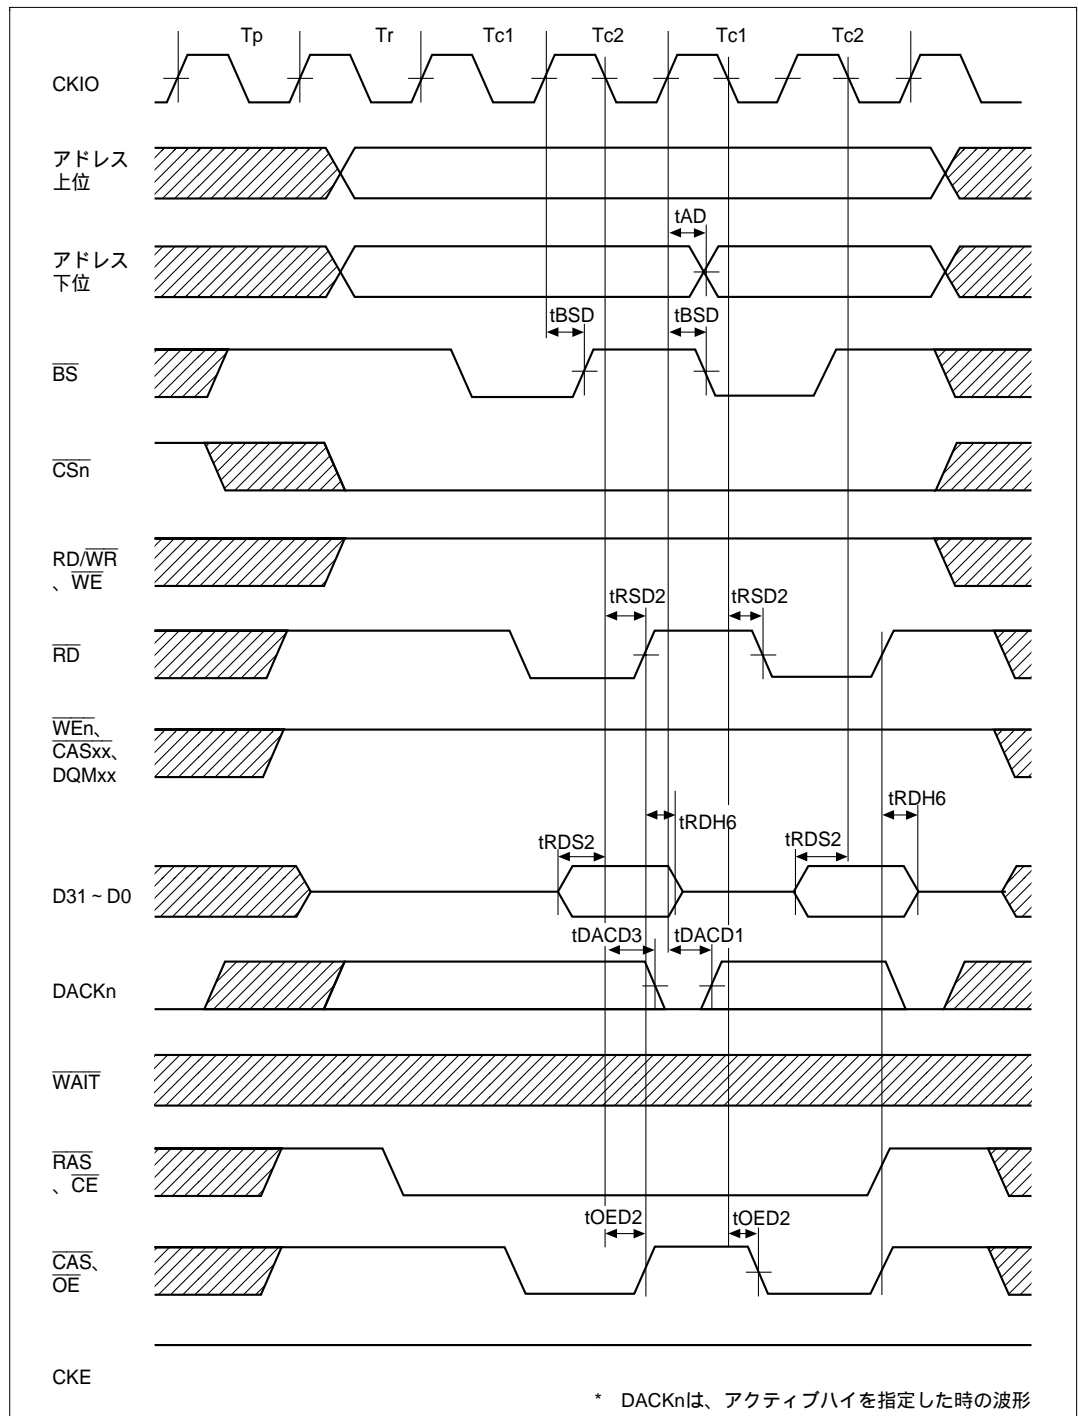 Tp Tr Tc1 Tc2 Tc1 Tc2
CKIO
アドレス
上位
tAD
アドレス
下位
tBSD tBSD
BS
CSn
RD/WR
、WE
tRSD2 tRSD2
RD
WEn、
CASxx、
DQMxx
tRDH6
tRDH6
tRDS2
tRDS2
D31 ~ D0
tDACD3 tDACD1
DACKn
WAIT
RAS
、CE
tOED2 tOED2
CAS、
OE
CKE
* DACKnは、アクティブハイを指定した時の波形